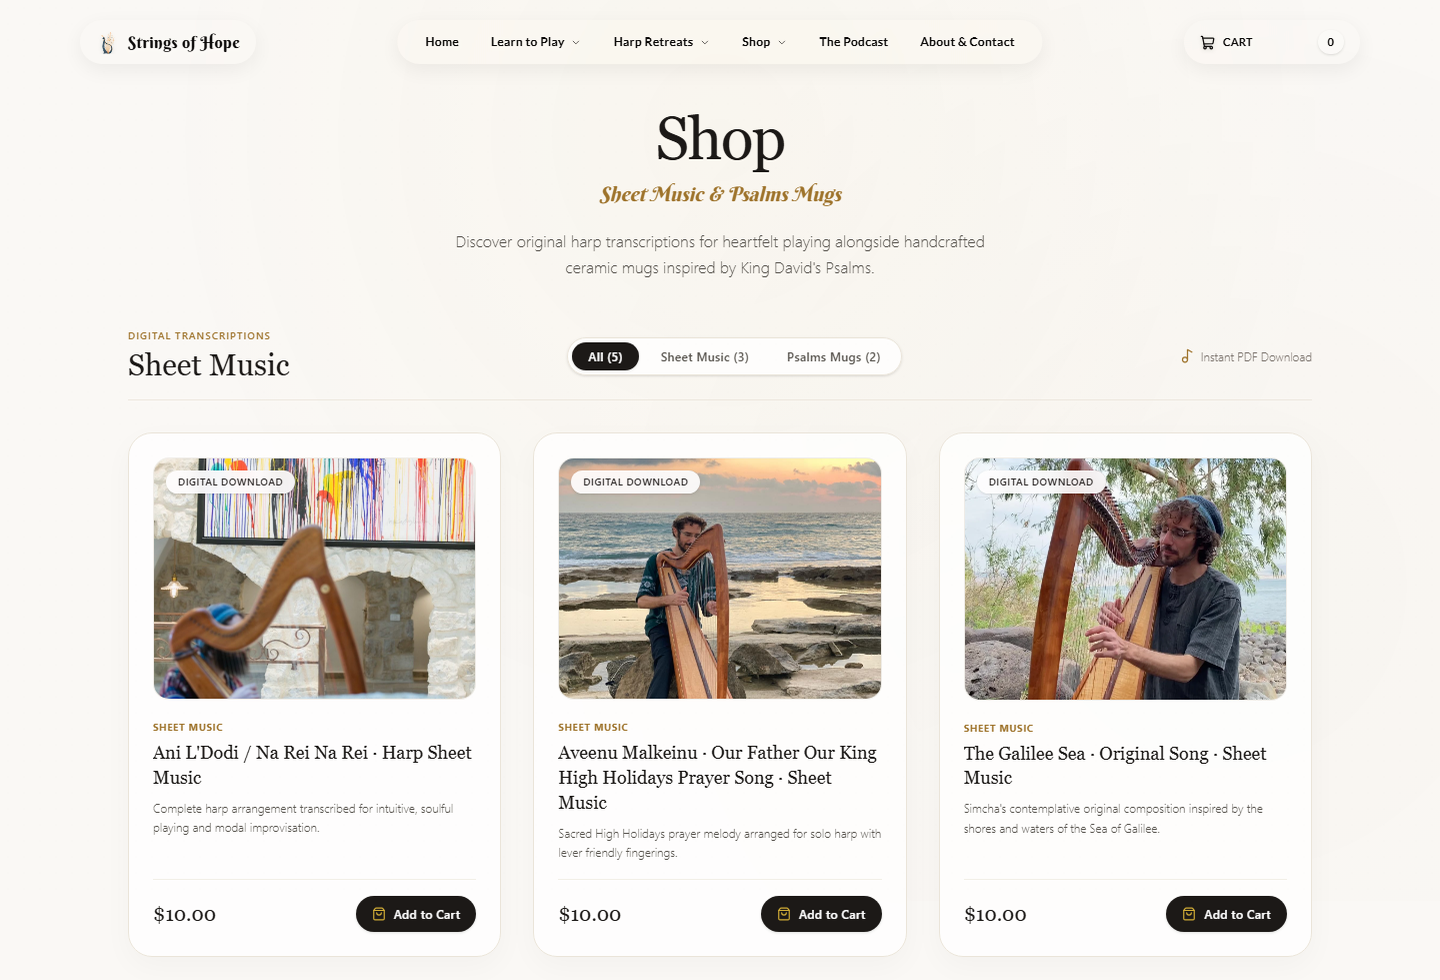 Strings of Hope
Home
Learn to Play
Harp Retreats
Shop
The Podcast
About & Contact
CART
0
Shop
Sheet Music & Psalms Mugs
Discover original harp transcriptions for heartfelt playing alongside handcrafted
ceramic mugs inspired by King David's Psalms.
DIGITAL TRANSCRIPTIONS
Sheet Music
All (5)
Sheet Music (3)
Psalms Mugs (2)
Instant PDF Download
DIGITAL DOWNLOAD
SHEET MUSIC
Ani L'Dodi / Na Rei Na Rei · Harp Sheet
Music
Complete harp arrangement transcribed for intuitive, soulful
playing and modal improvisation.
$10.00
Add to Cart
DIGITAL DOWNLOAD
SHEET MUSIC
Aveenu Malkeinu · Our Father Our King
High Holidays Prayer Song · Sheet
Music
Sacred High Holidays prayer melody arranged for solo harp with
lever friendly fingerings.
$10.00
Add to Cart
DIGITAL DOWNLOAD
SHEET MUSIC
The Galilee Sea · Original Song · Sheet
Music
Simcha's contemplative original composition inspired by the
shores and waters of the Sea of Galilee.
$10.00
Add to Cart